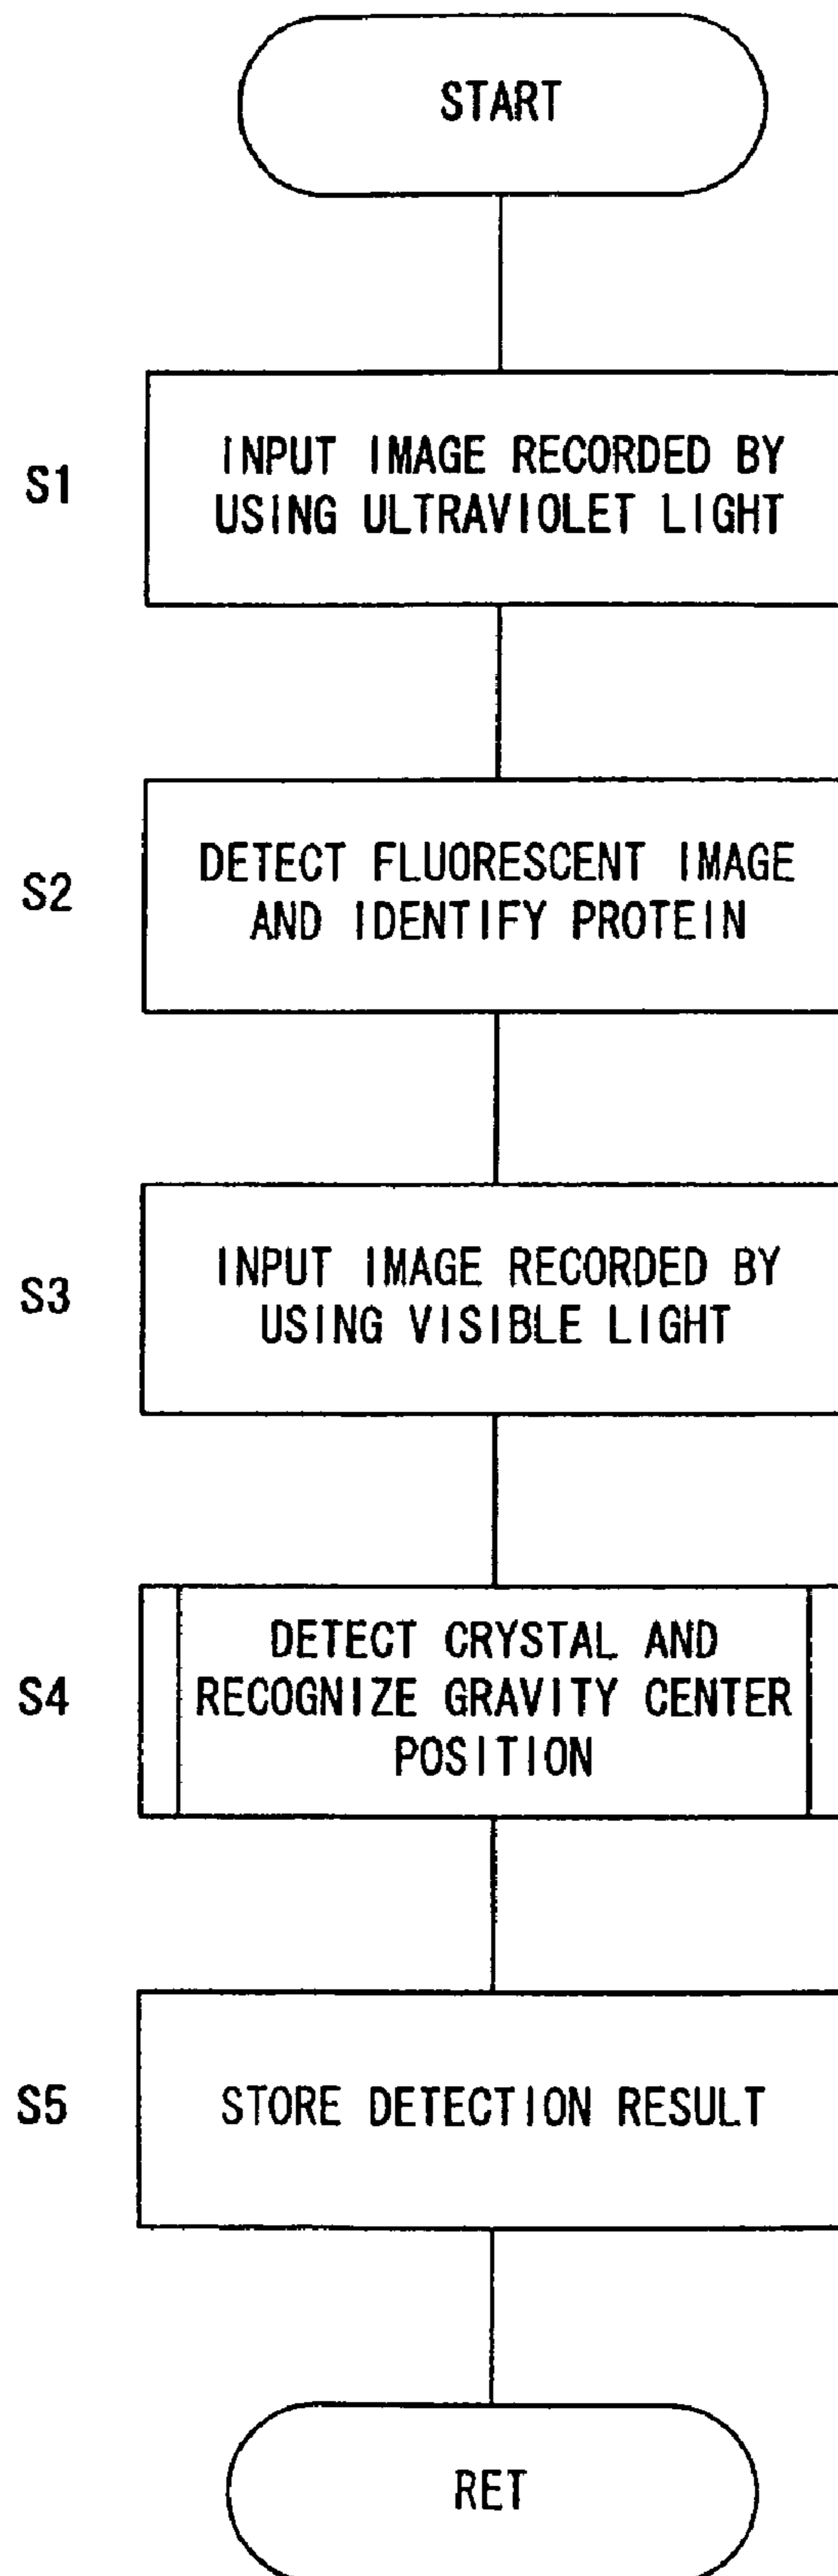 START
S1
INPUT IMAGE RECORDED BY
USING ULTRAVIOLET LIGHT
S2
DETECT FLUORESCENT IMAGE
AND IDENTIFY PROTEIN
S3
INPUT IMAGE RECORDED BY
USING VISIBLE LIGHT
S4
DETECT CRYSTAL AND
RECOGNIZE GRAVITY CENTER
POSITION
S5
STORE DETECTION RESULT
RET